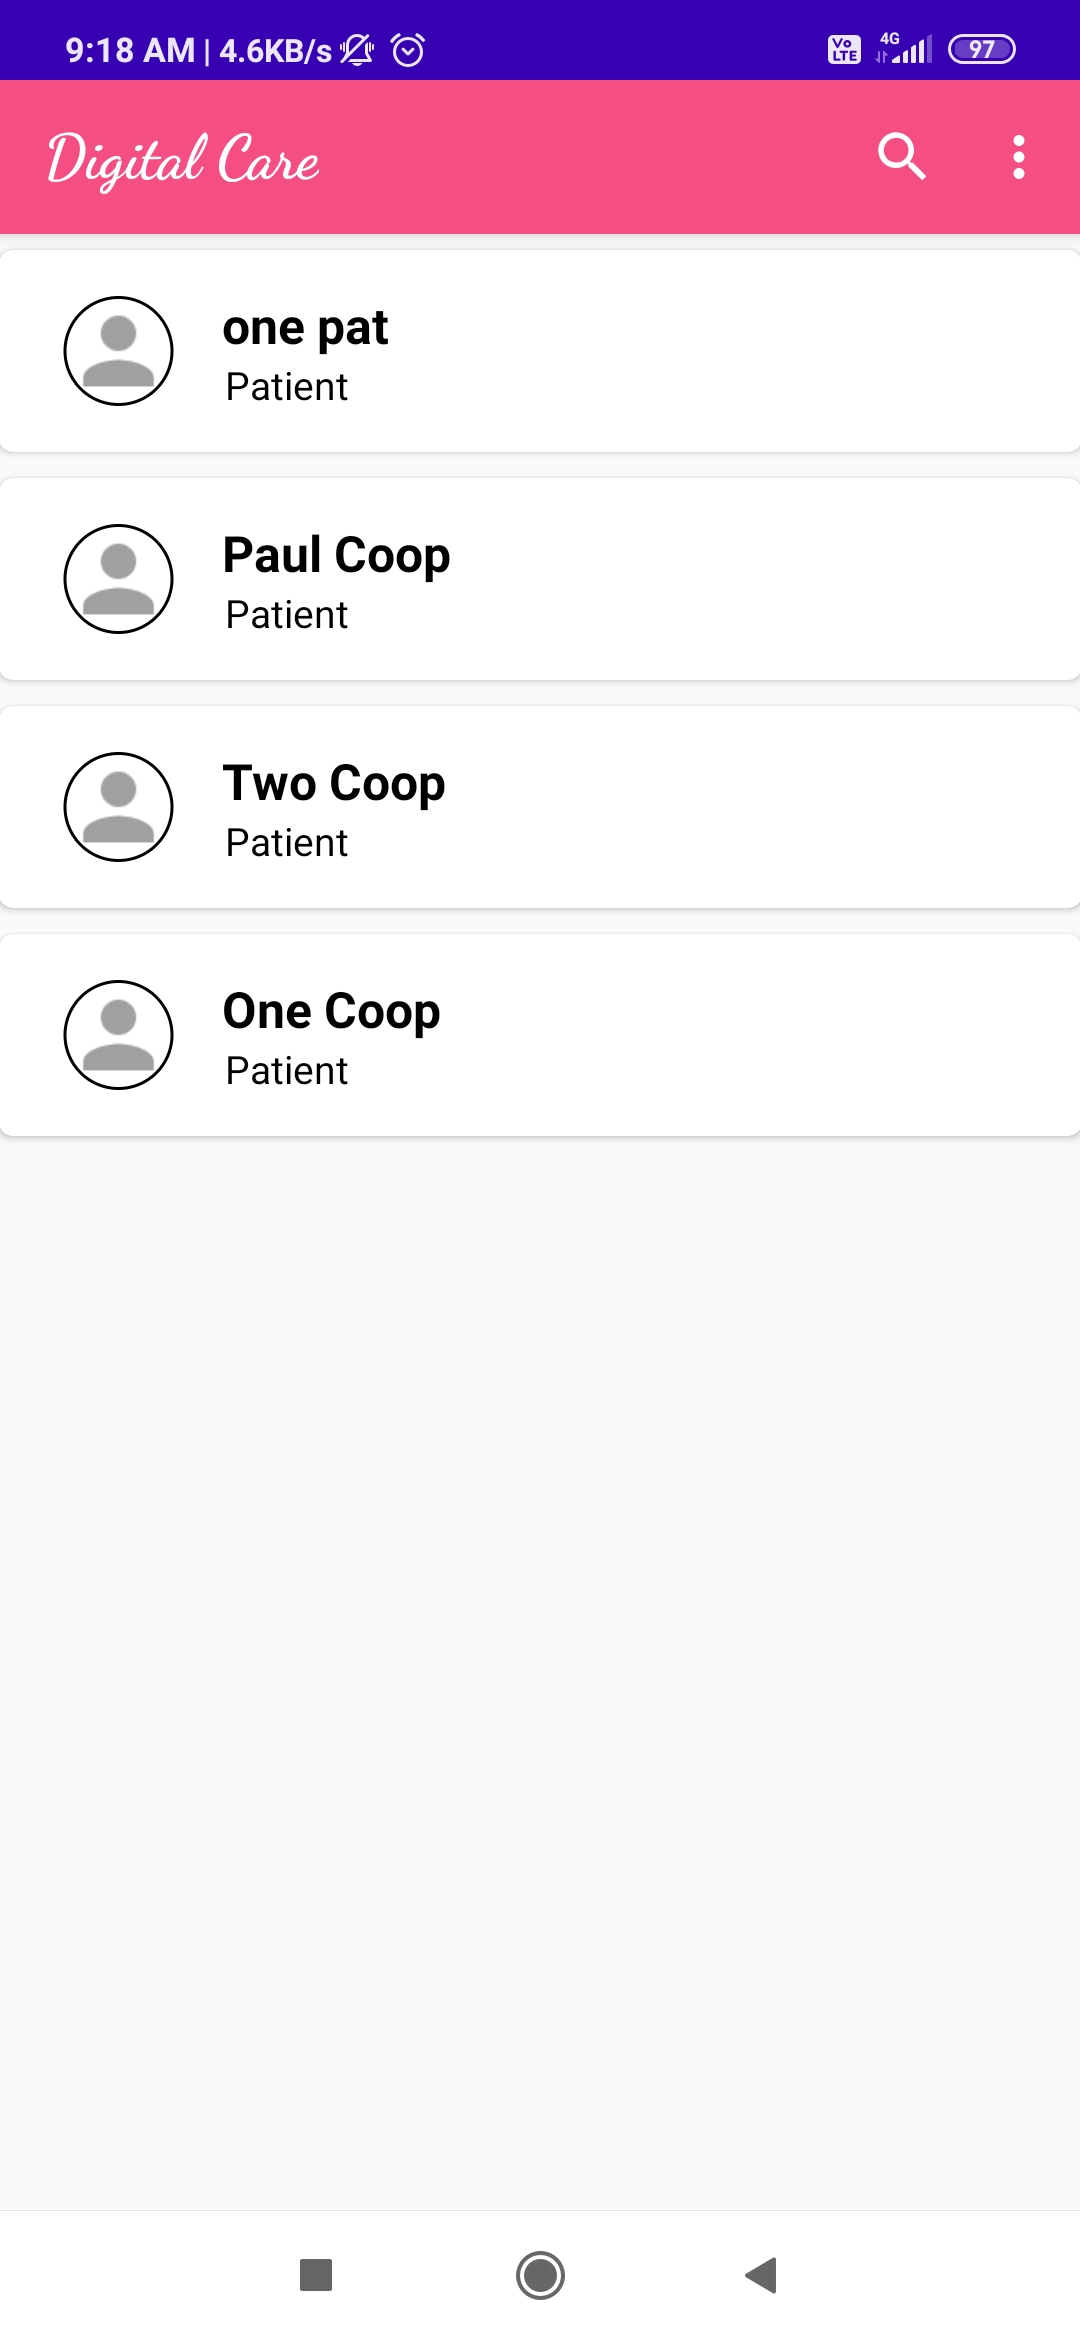 9:18 AM | 4.6KB/s Vo LTE 4G 97
Digital Care
one pat
Patient
Paul Coop
Patient
Two Coop
Patient
One Coop
Patient